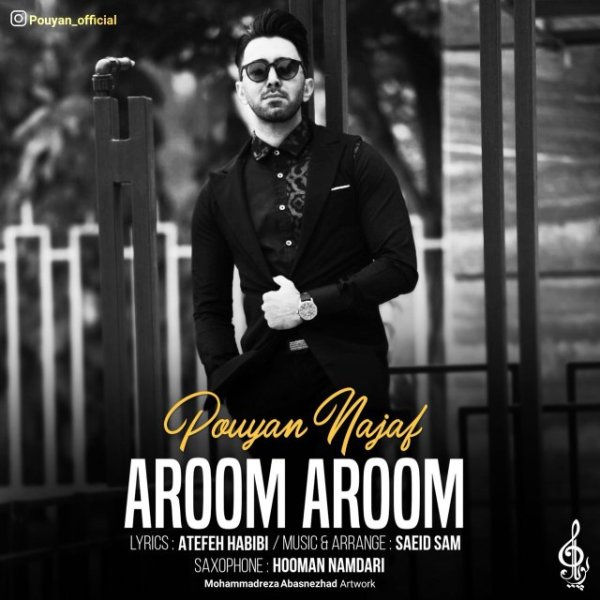 Pouyan_official
Pouyan Najaf
AROOM AROOM
LYRICS : ATEFEH HABIBI / MUSIC & ARRANGE : SAEID SAM
SAXOPHONE : HOOMAN NAMDARI
Mohammadreza Abasnezhad Artwork